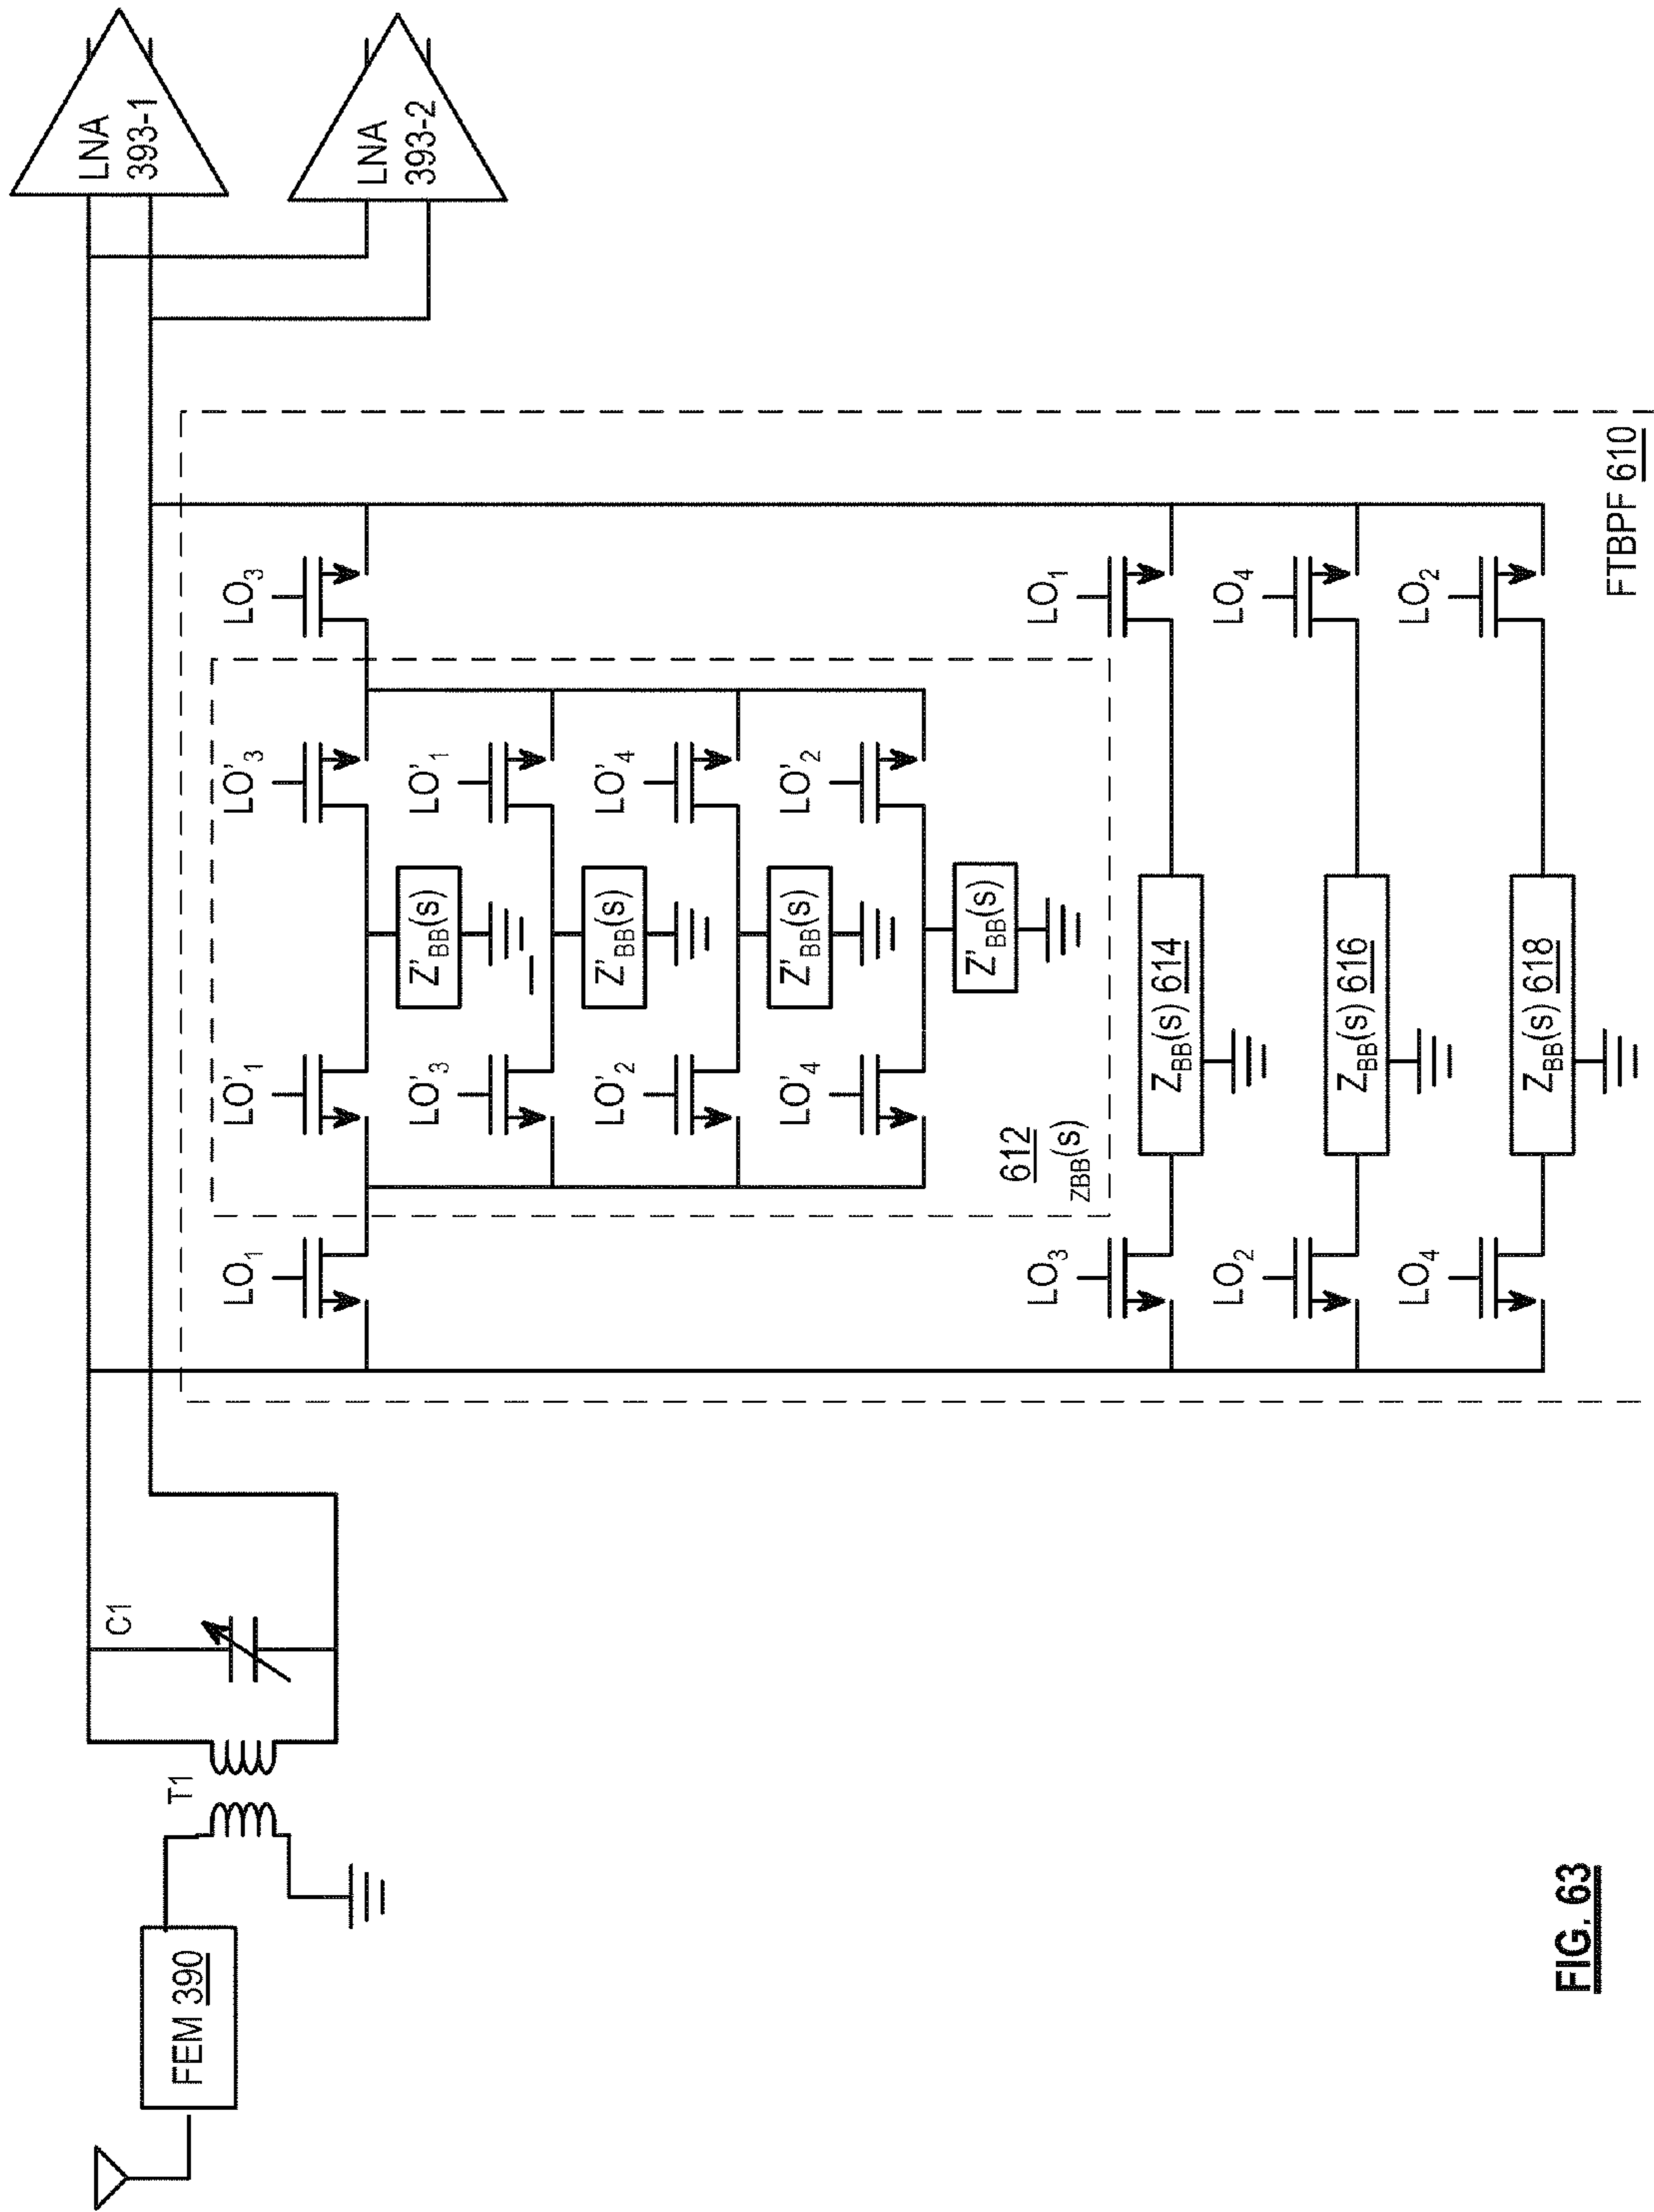 FEM 390
T1
C1
LNA
393-1
LNA
393-2
LO1
LO'1
LO'3
LO3
Z'BB(s)
LO'3
LO'1
Z'BB(s)
LO'2
LO'4
Z'BB(s)
LO'4
LO'2
Z'BB(s)
612
ZBB(s)
LO3
ZBB(s) 614
LO1
LO2
ZBB(s) 616
LO4
LO4
ZBB(s) 618
LO2
FTBPF 610
FIG. 63